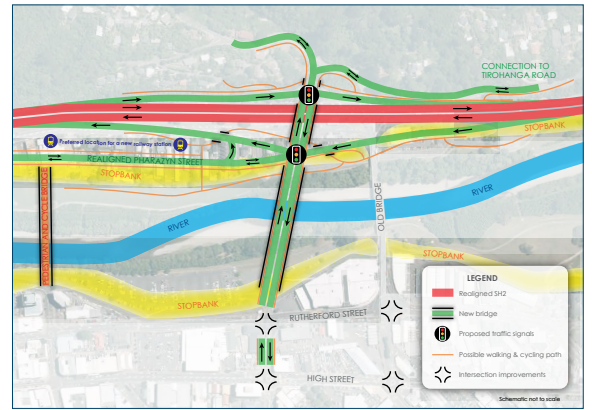 CONNECTION TO
TIROHANGA ROAD
STOPBANK
Preferred location for a new railway station
REALIGNED PHARAZYN STREET
STOPBANK
PEDESTRIAN AND CYCLE BRIDGE
RIVER
OLD BRIDGE
RIVER
STOPBANK
STOPBANK
RUTHERFORD STREET
HIGH STREET
LEGEND
Realigned SH2
New bridge
Proposed traffic signals
Possible walking & cycling path
Intersection improvements
Schematic not to scale